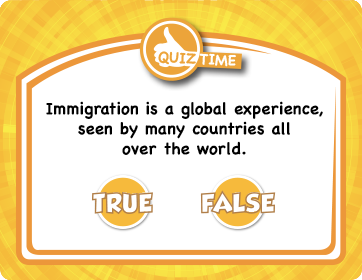 QUIZ TIME
Immigration is a global experience,
seen by many countries all
over the world.
TRUE FALSE